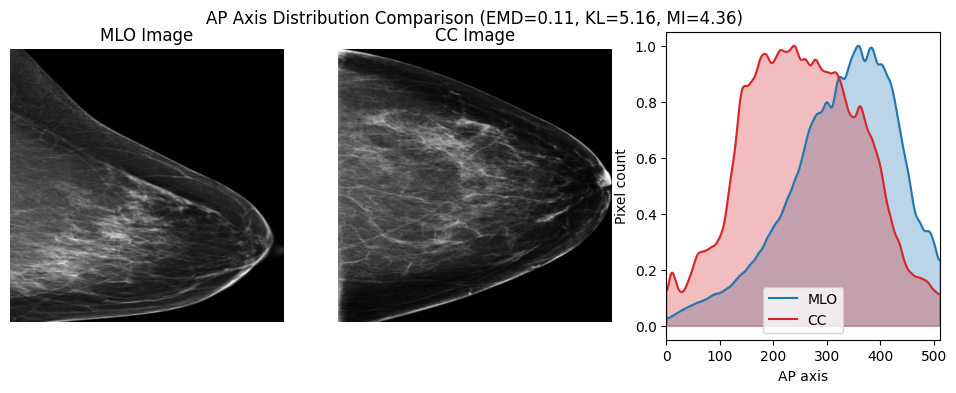 AP Axis Distribution Comparison (EMD=0.11, KL=5.16, MI=4.36)
MLO Image
CC Image
1.0
0.8
0.6
0.4
0.2
0.0
Pixel count
MLO
CC
0 100 200 300 400 500
AP axis